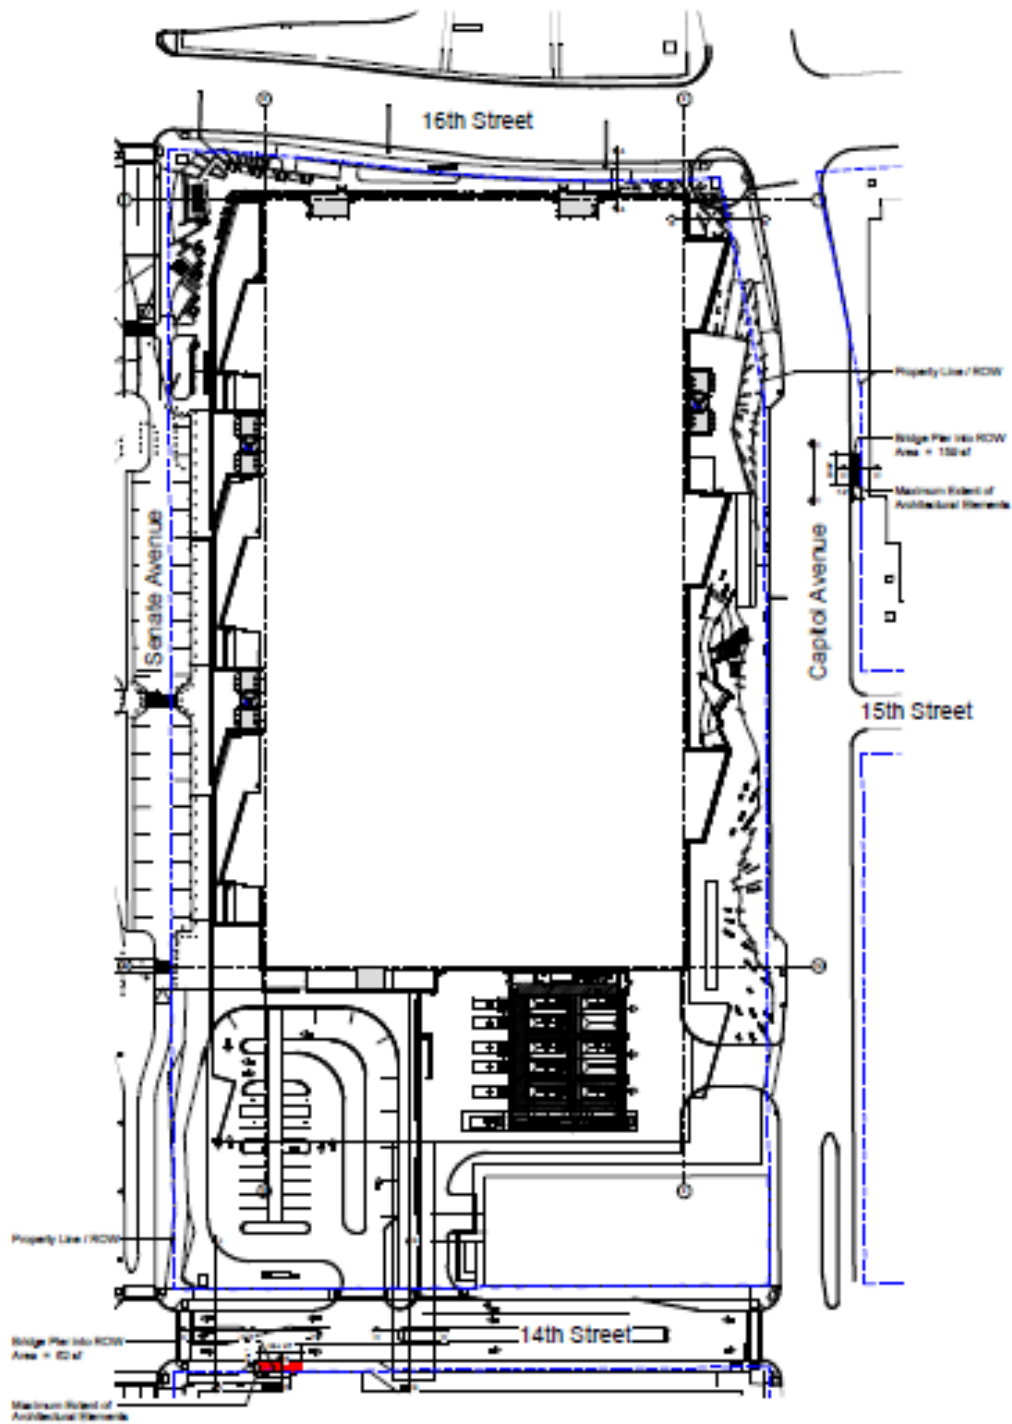 16th Street
Property Line / ROW
Bridge Pier into ROW
Area = 150 sf
Maximum Extent of
Architectural Elements
Senate Avenue
Capitol Avenue
15th Street
Property Line / ROW
14th Street
Bridge Pier into ROW
Area = sf
Maximum Extent of
Architectural Elements